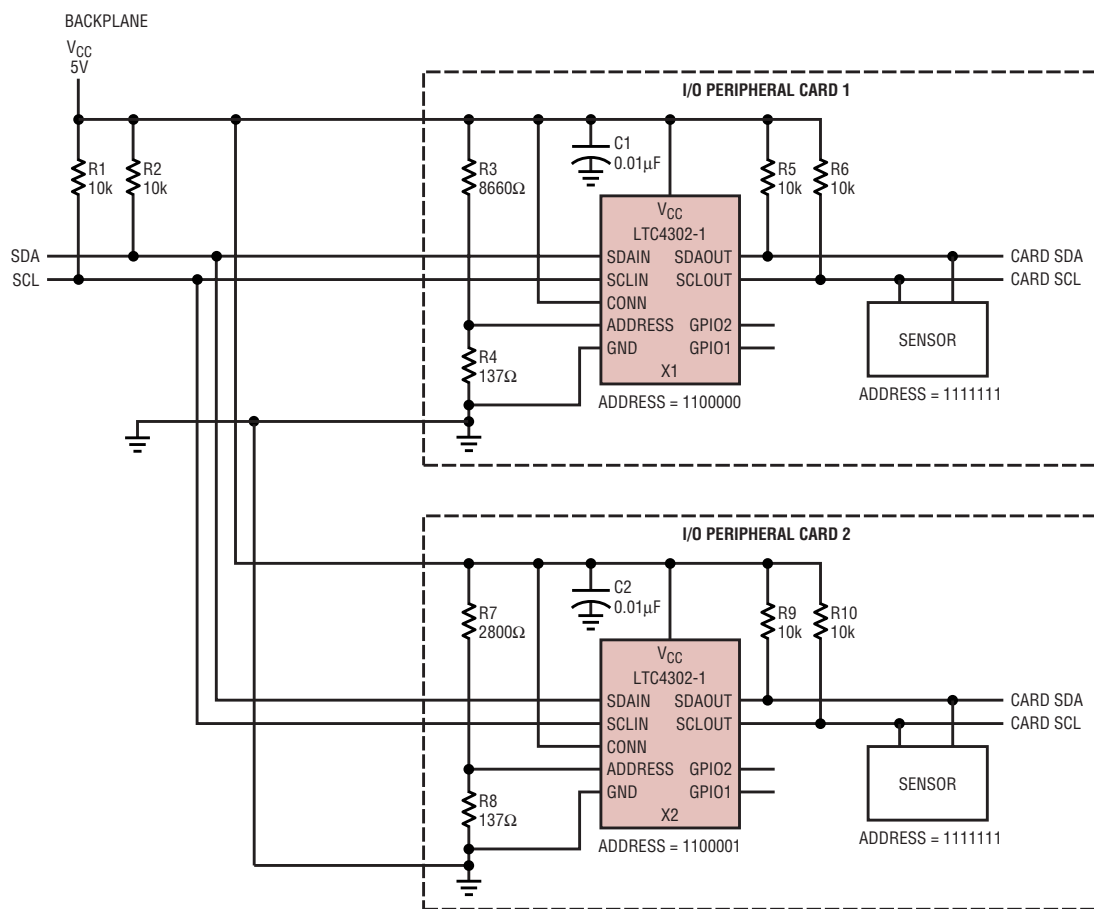 BACKPLANE
VCC
5V
R1
10k
R2
10k
SDA
SCL
I/O PERIPHERAL CARD 1
R3
8660Ω
C1
0.01µF
R5
10k
R6
10k
VCC
LTC4302-1
SDAIN
SDAOUT
SCLIN
SCLOUT
CONN
ADDRESS
GPIO2
GND
GPIO1
X1
R4
137Ω
ADDRESS = 1100000
CARD SDA
CARD SCL
SENSOR
ADDRESS = 1111111
I/O PERIPHERAL CARD 2
R7
2800Ω
C2
0.01µF
R9
10k
R10
10k
VCC
LTC4302-1
SDAIN
SDAOUT
SCLIN
SCLOUT
CONN
ADDRESS
GPIO2
GND
GPIO1
X2
R8
137Ω
ADDRESS = 1100001
CARD SDA
CARD SCL
SENSOR
ADDRESS = 1111111